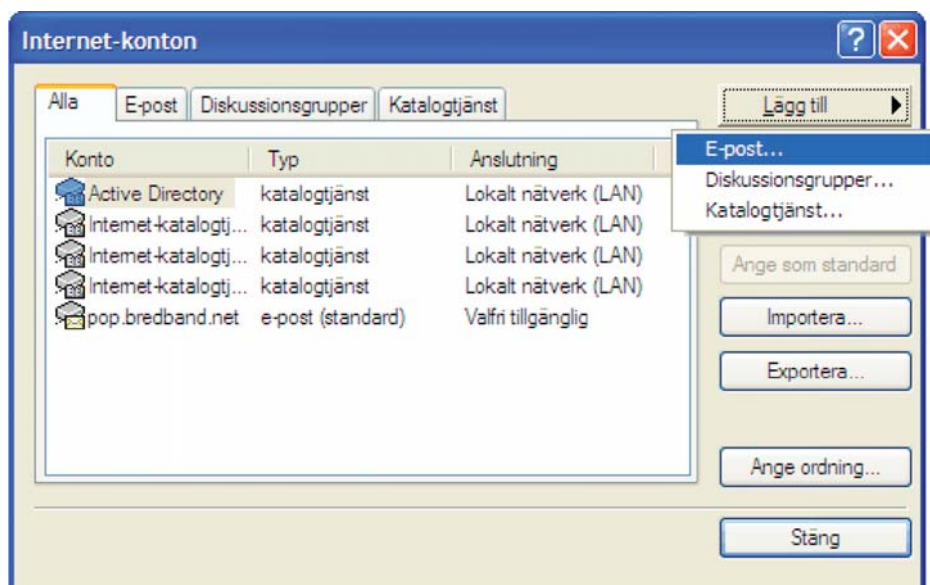 Internet-konton
Alla E-post Diskussionsgrupper Katalogtjänst
Lägg till
E-post...
Diskussionsgrupper...
Katalogtjänst...
Konto Typ Anslutning
Active Directory katalogtjänst Lokalt nätverk (LAN)
Internet-katalogtj... katalogtjänst Lokalt nätverk (LAN)
Internet-katalogtj... katalogtjänst Lokalt nätverk (LAN)
Internet-katalogtj... katalogtjänst Lokalt nätverk (LAN)
pop.bredband.net e-post (standard) Valfri tillgänglig
Ange som standard
Importera...
Exportera...
Ange ordning...
Stäng